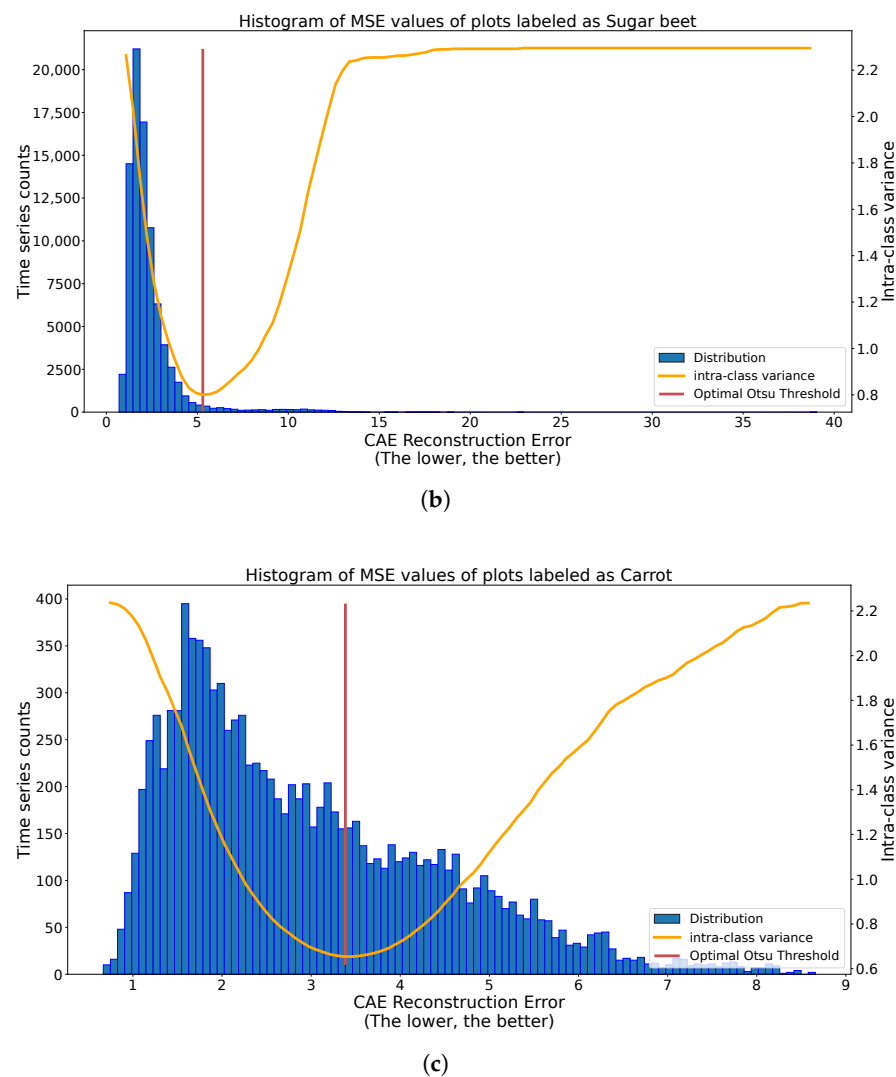 Histogram of MSE values of plots labeled as Sugar beet
20,000
17,500
15,000
12,500
10,000
7500
5000
2500
0
Time series counts
2.2
2.0
1.8
1.6
1.4
1.2
1.0
0.8
Intra-class variance
Distribution
intra-class variance
Optimal Otsu Threshold
0 5 10 15 20 25 30 35 40
CAE Reconstruction Error
(The lower, the better)
(b)
Histogram of MSE values of plots labeled as Carrot
400
350
300
250
200
150
100
50
0
Time series counts
2.2
2.0
1.8
1.6
1.4
1.2
1.0
0.8
0.6
Intra-class variance
Distribution
intra-class variance
Optimal Otsu Threshold
1 2 3 4 5 6 7 8 9
CAE Reconstruction Error
(The lower, the better)
(c)